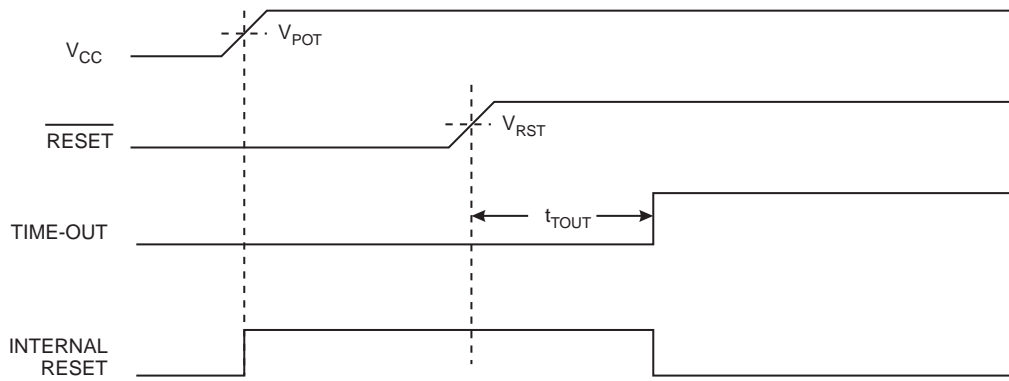 VCC
VPOT
RESET
VRST
TIME-OUT
tTOUT
INTERNAL
RESET